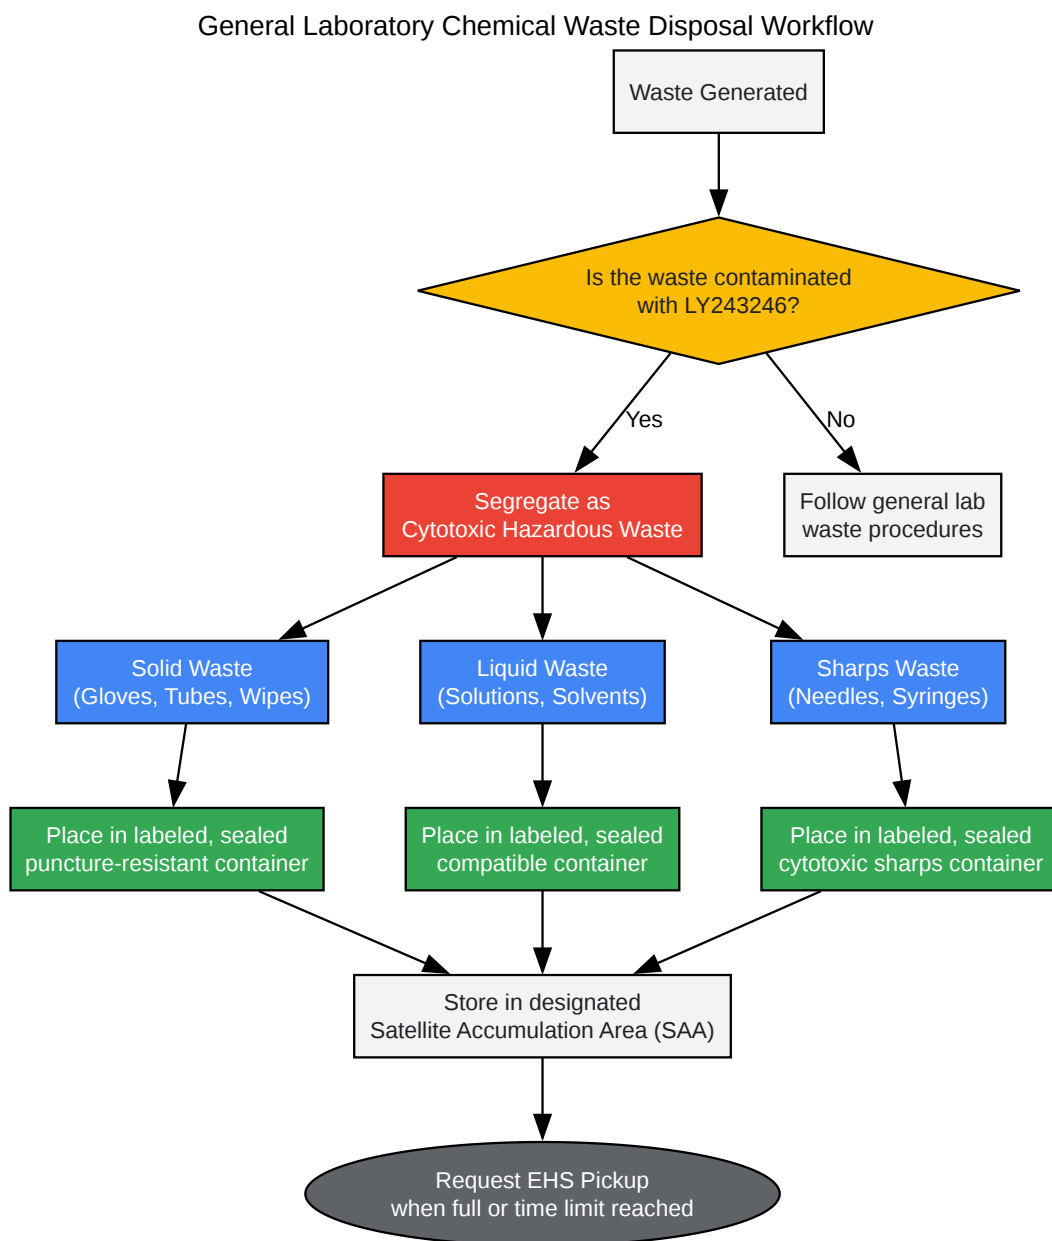 General Laboratory Chemical Waste Disposal Workflow
Waste Generated
Is the waste contaminated
with LY243246?
Yes
No
Segregate as
Cytotoxic Hazardous Waste
Follow general lab
waste procedures
Solid Waste
(Gloves, Tubes, Wipes)
Liquid Waste
(Solutions, Solvents)
Sharps Waste
(Needles, Syringes)
Place in labeled, sealed
puncture-resistant container
Place in labeled, sealed
compatible container
Place in labeled, sealed
cytotoxic sharps container
Store in designated
Satellite Accumulation Area (SAA)
Request EHS Pickup
when full or time limit reached